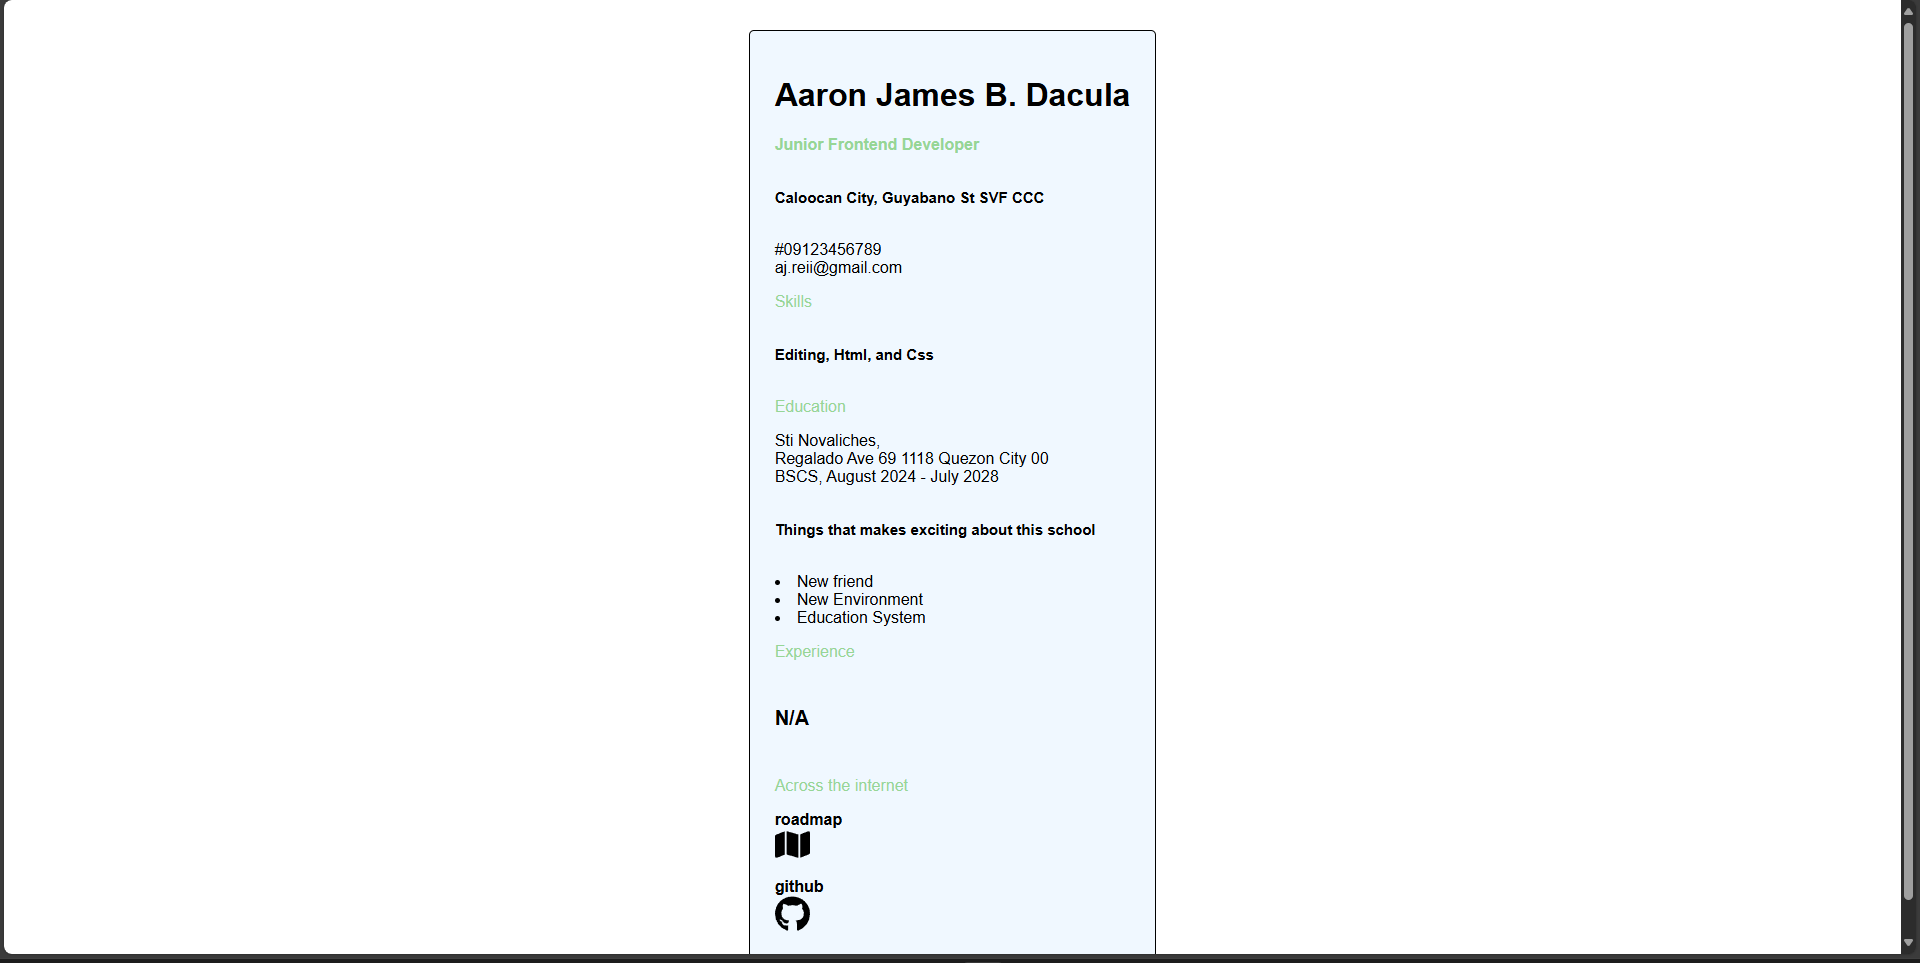 Aaron James B. Dacula
Junior Frontend Developer
Caloocan City, Guyabano St SVF CCC
#09123456789
aj.reii@gmail.com
Skills
Editing, Html, and Css
Education
Sti Novaliches,
Regalado Ave 69 1118 Quezon City 00
BSCS, August 2024 - July 2028
Things that makes exciting about this school
• New friend
• New Environment
• Education System
Experience
N/A
Across the internet
roadmap
github